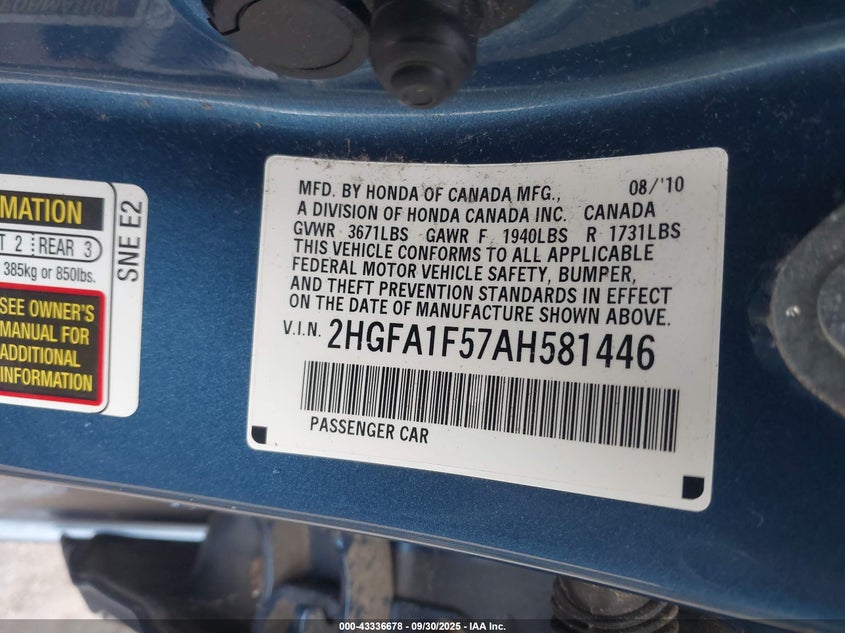 MATION
T 2 REAR 3
385kg or 850lbs.
SEE OWNER'S
MANUAL FOR
ADDITIONAL
INFORMATION
SNE E2
MFD. BY HONDA OF CANADA MFG., 08/'10
A DIVISION OF HONDA CANADA INC. CANADA
GVWR 3671LBS GAWR F 1940LBS R 1731LBS
THIS VEHICLE CONFORMS TO ALL APPLICABLE
FEDERAL MOTOR VEHICLE SAFETY, BUMPER,
AND THEFT PREVENTION STANDARDS IN EFFECT
ON THE DATE OF MANUFACTURE SHOWN ABOVE.
V.I.N. 2HGFA1F57AH581446
PASSENGER CAR
000-43336678 - 09/30/2025 - IAA Inc.